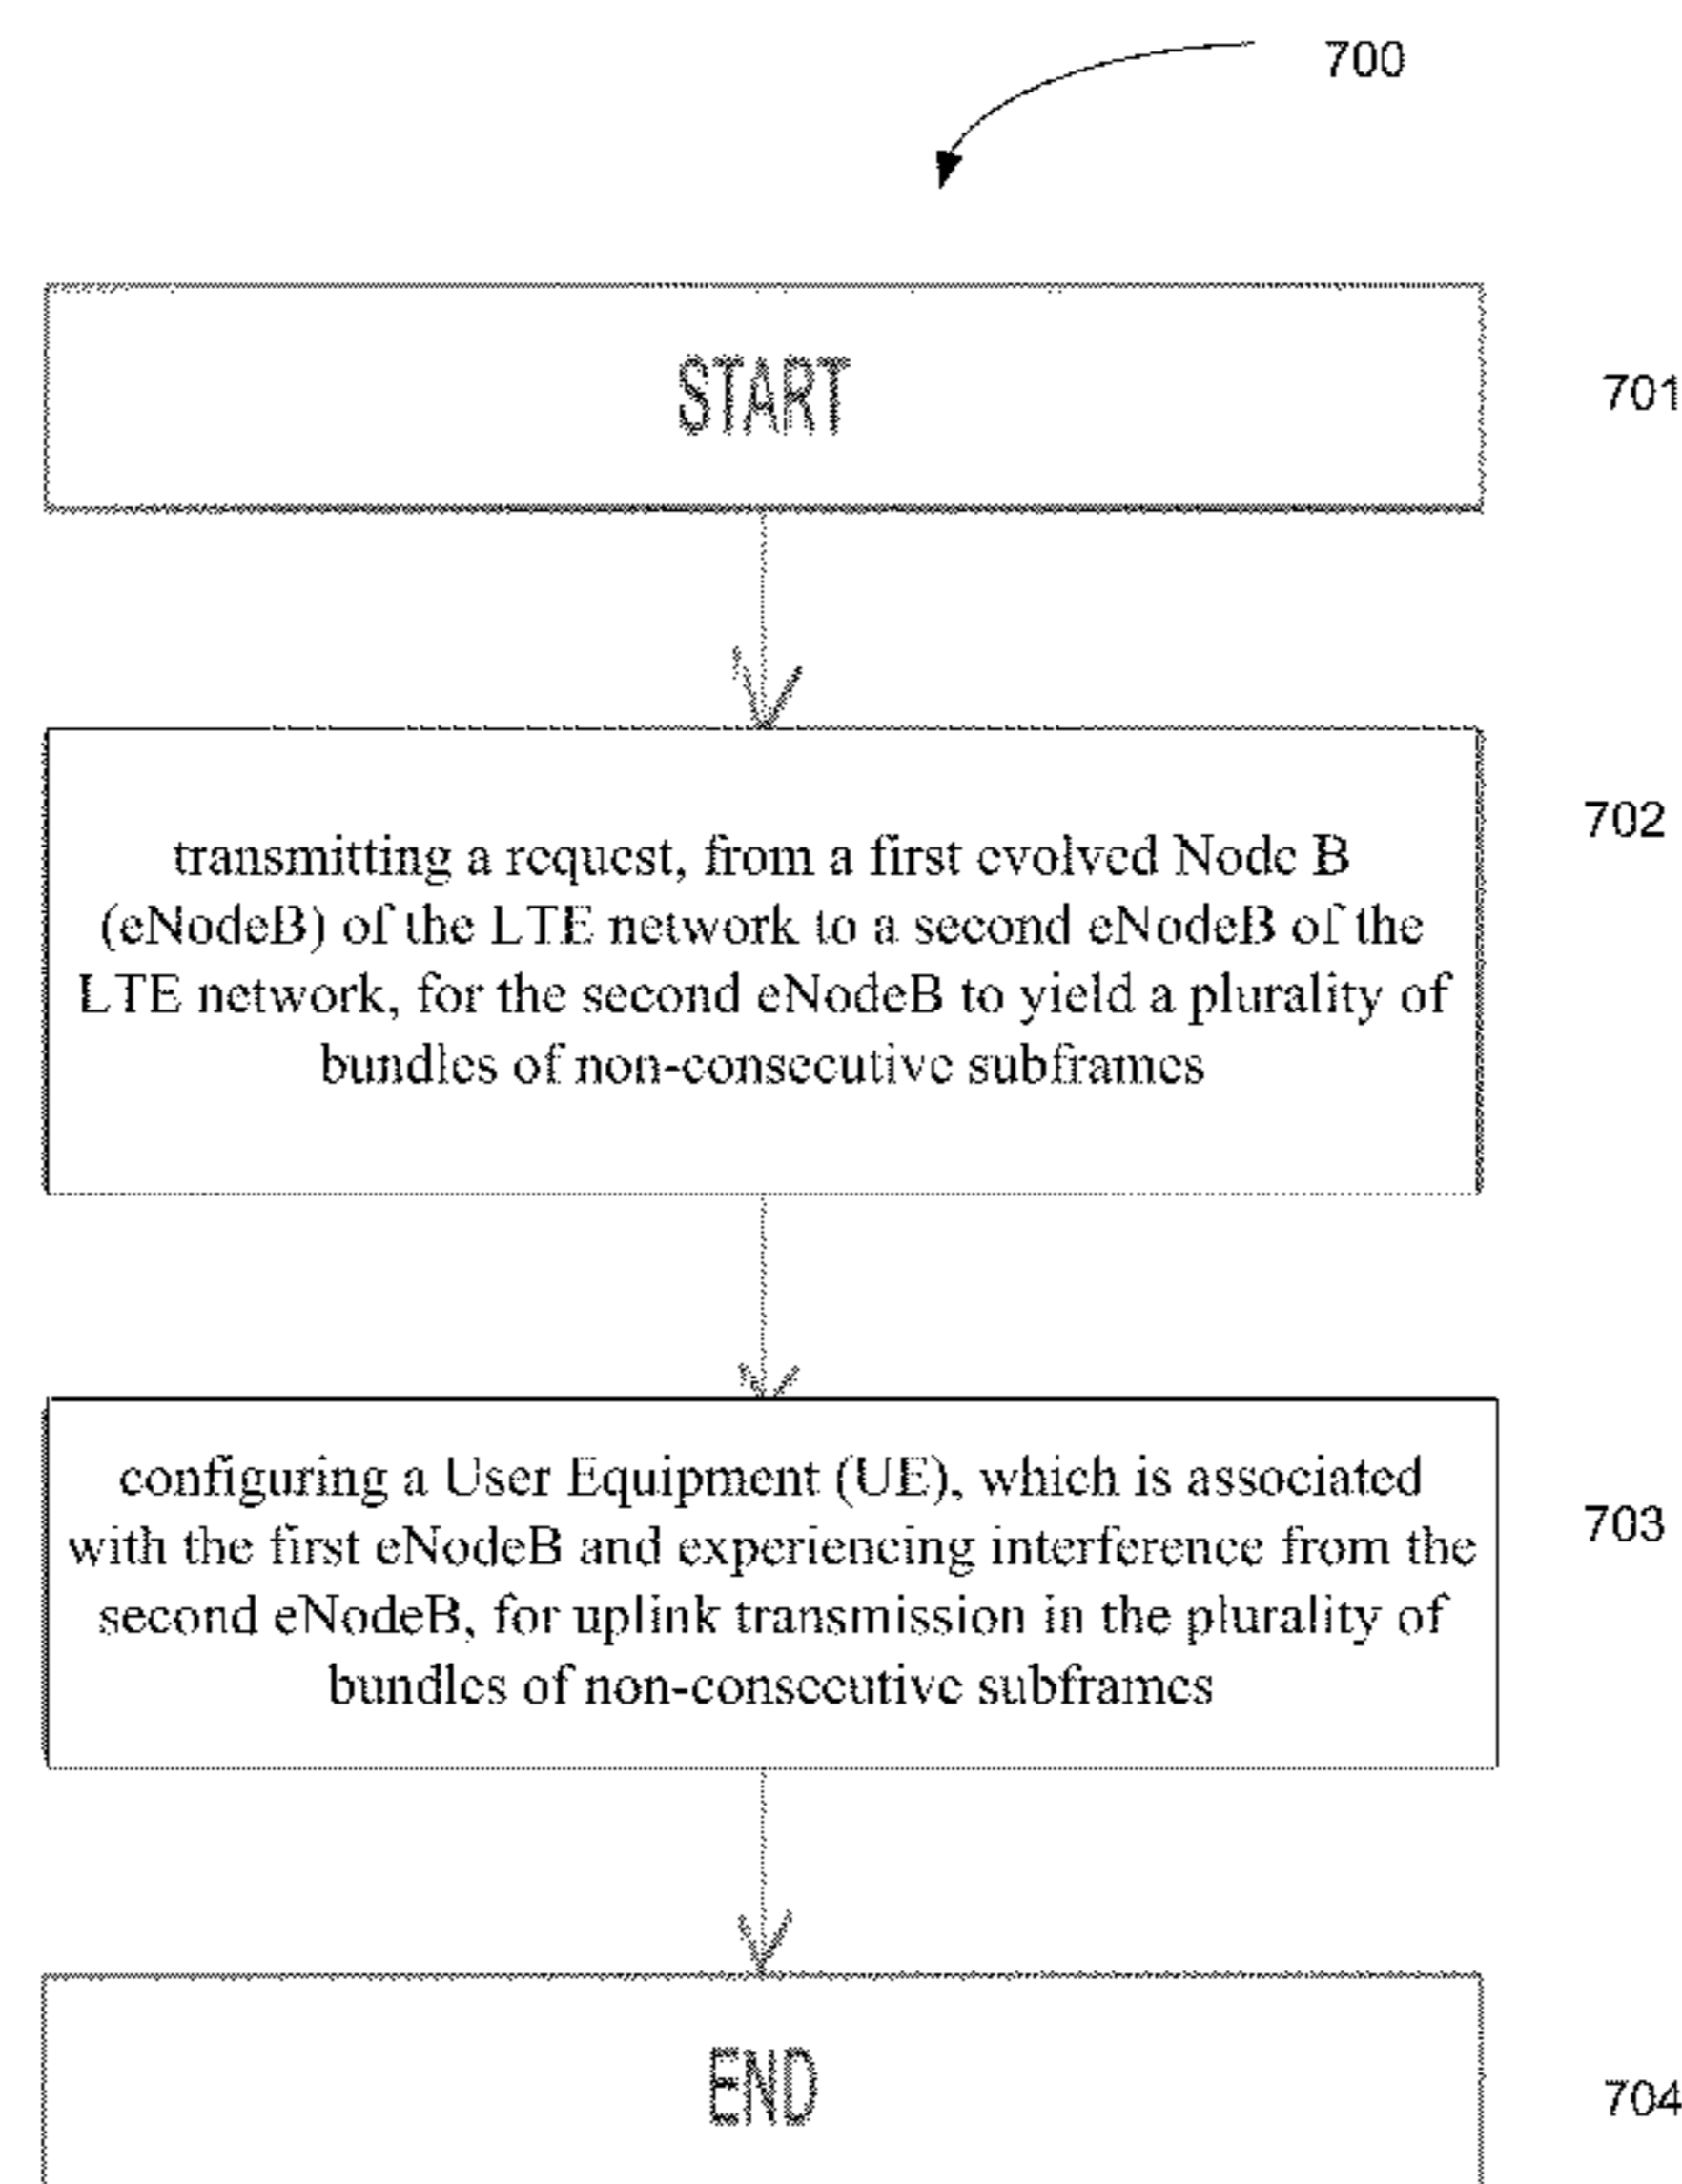 700
START
701
702
transmitting a request, from a first evolved Node B
(eNodeB) of the LTE network to a second eNodeB of the
LTE network, for the second eNodeB to yield a plurality of
bundles of non-consecutive subframes
configuring a User Equipment (UE), which is associated
with the first eNodeB and experiencing interference from the
703
second eNodeB, for uplink transmission in the plurality of
bundles of non-consecutive subframes
END
704